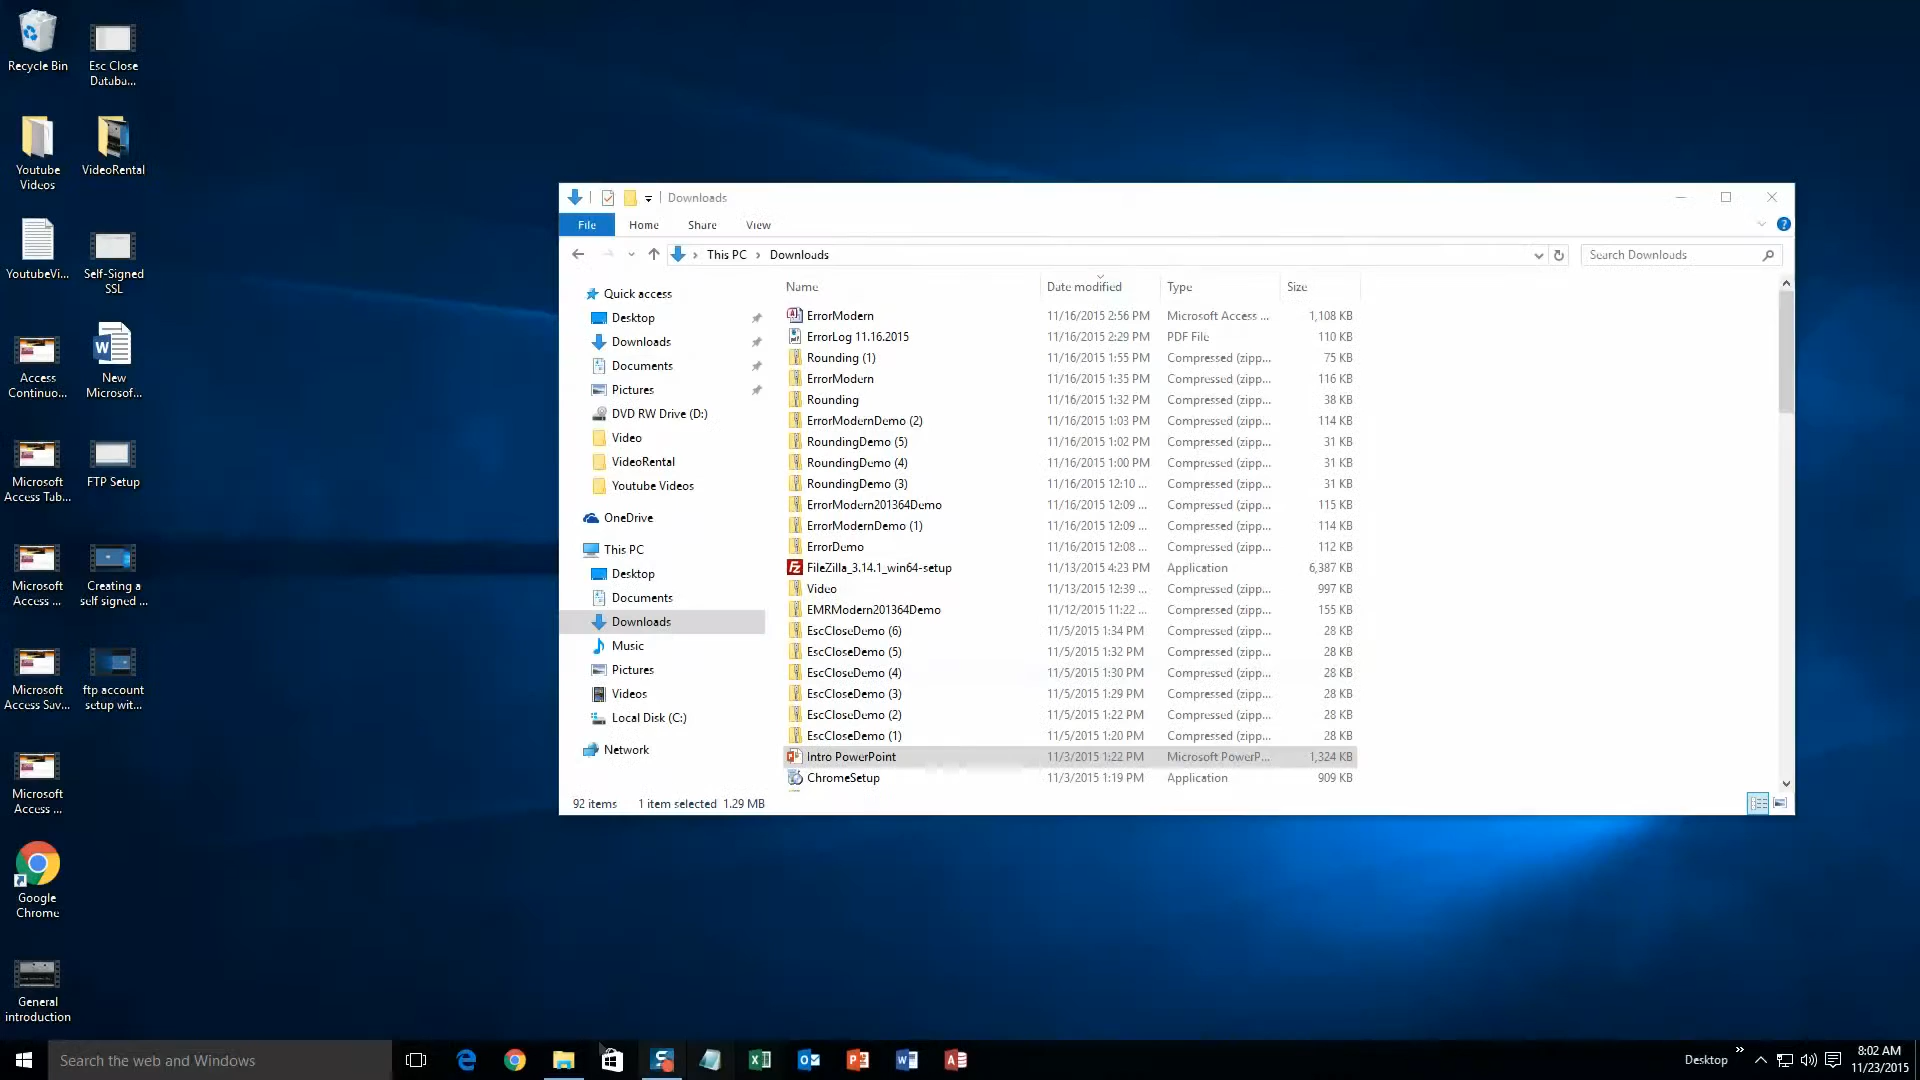 Recycle Bin
Esc Close
Databa...
Youtube
Videos
VideoRental
YoutubeVi...
Self-Signed
SSL
Access
Continuo...
New
Microsof...
Microsoft
Access Tab...
FTP Setup
Microsoft
Access ...
Creating a
self signed ...
Microsoft
Access Sav...
ftp account
setup wit...
Microsoft
Access ...
Google
Chrome
General
introduction
Downloads
File Home Share View
This PC > Downloads
Search Downloads
Quick access
Desktop
Downloads
Documents
Pictures
DVD RW Drive (D:)
Video
VideoRental
Youtube Videos
OneDrive
This PC
Desktop
Documents
Downloads
Music
Pictures
Videos
Local Disk (C:)
Network
Name Date modified Type Size
ErrorModern 11/16/2015 2:56 PM Microsoft Access ... 1,108 KB
ErrorLog 11.16.2015 11/16/2015 2:29 PM PDF File 110 KB
Rounding (1) 11/16/2015 1:55 PM Compressed (zipp... 75 KB
ErrorModern 11/16/2015 1:35 PM Compressed (zipp... 116 KB
Rounding 11/16/2015 1:32 PM Compressed (zipp... 38 KB
ErrorModernDemo (2) 11/16/2015 1:03 PM Compressed (zipp... 114 KB
RoundingDemo (5) 11/16/2015 1:02 PM Compressed (zipp... 31 KB
RoundingDemo (4) 11/16/2015 1:00 PM Compressed (zipp... 31 KB
RoundingDemo (3) 11/16/2015 12:10 ... Compressed (zipp... 31 KB
ErrorModern201364Demo 11/16/2015 12:09 ... Compressed (zipp... 115 KB
ErrorModernDemo (1) 11/16/2015 12:09 ... Compressed (zipp... 114 KB
ErrorDemo 11/16/2015 12:08 ... Compressed (zipp... 112 KB
FileZilla_3.14.1_win64-setup 11/13/2015 4:23 PM Application 6,387 KB
Video 11/13/2015 12:39 ... Compressed (zipp... 997 KB
EMRModern201364Demo 11/12/2015 11:22 ... Compressed (zipp... 155 KB
EscCloseDemo (6) 11/5/2015 1:34 PM Compressed (zipp... 28 KB
EscCloseDemo (5) 11/5/2015 1:32 PM Compressed (zipp... 28 KB
EscCloseDemo (4) 11/5/2015 1:30 PM Compressed (zipp... 28 KB
EscCloseDemo (3) 11/5/2015 1:29 PM Compressed (zipp... 28 KB
EscCloseDemo (2) 11/5/2015 1:22 PM Compressed (zipp... 28 KB
EscCloseDemo (1) 11/5/2015 1:20 PM Compressed (zipp... 28 KB
Intro PowerPoint 11/3/2015 1:22 PM Microsoft PowerP... 1,324 KB
ChromeSetup 11/3/2015 1:19 PM Application 909 KB
92 items 1 item selected 1.29 MB
Search the web and Windows
Desktop
8:02 AM
11/23/2015